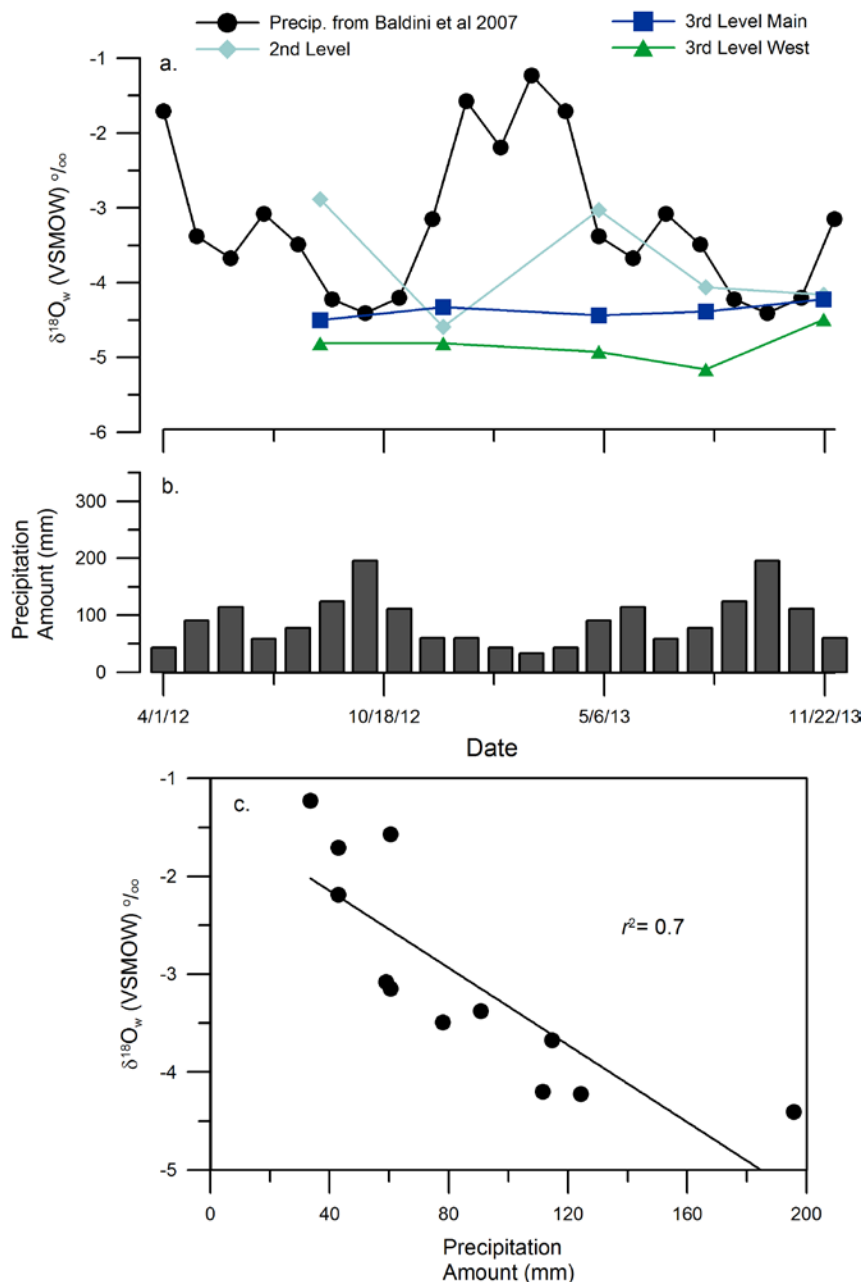 Precip. from Baldini et al 2007
2nd Level
3rd Level Main
3rd Level West
a.
-1
-2
-3
-4
-5
-6
δ¹⁸O_w (VSMOW) °/∞
b.
300
200
100
0
Precipitation
Amount (mm)
4/1/12 10/18/12 5/6/13 11/22/13
Date
c.
-1
-2
-3
-4
-5
δ¹⁸O_w (VSMOW) °/∞
r²= 0.7
0 40 80 120 160 200
Precipitation
Amount (mm)